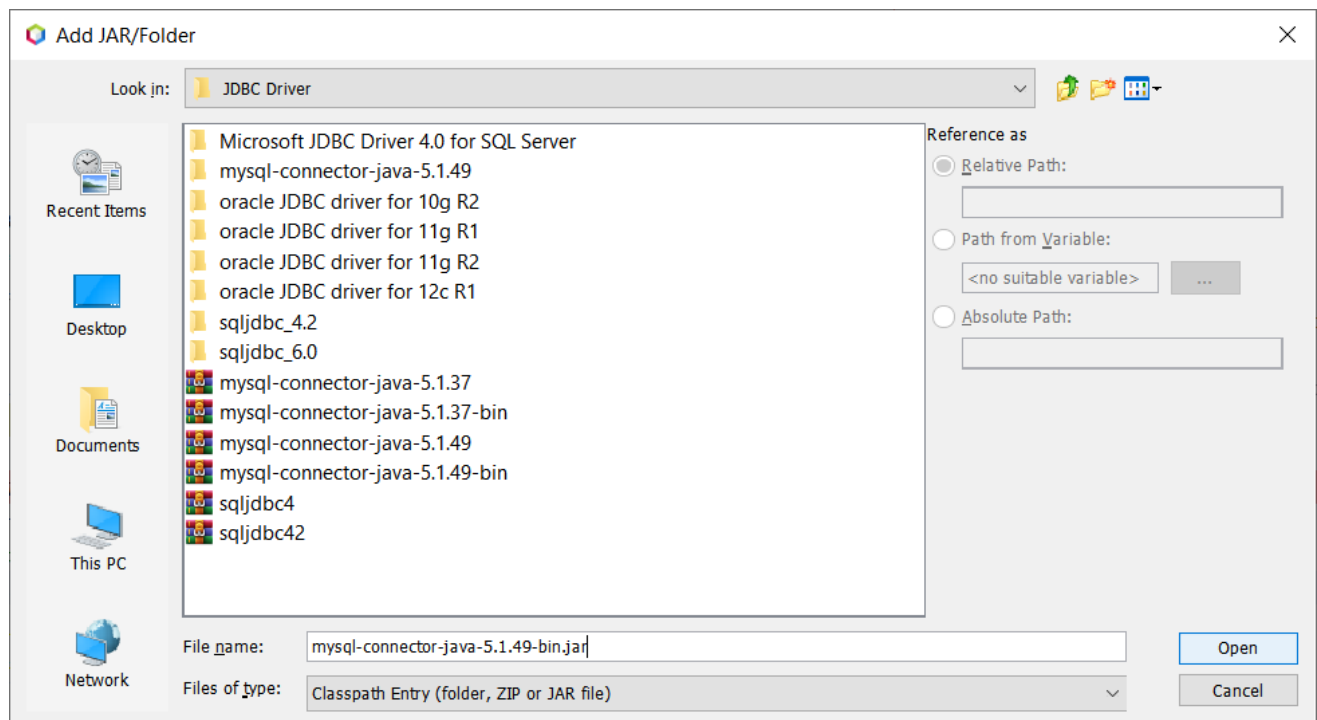 Add JAR/Folder
Look in:
JDBC Driver
Recent Items
Desktop
Documents
This PC
Network
Microsoft JDBC Driver 4.0 for SQL Server
mysql-connector-java-5.1.49
oracle JDBC driver for 10g R2
oracle JDBC driver for 11g R1
oracle JDBC driver for 11g R2
oracle JDBC driver for 12c R1
sqljdbc_4.2
sqljdbc_6.0
mysql-connector-java-5.1.37
mysql-connector-java-5.1.37-bin
mysql-connector-java-5.1.49
mysql-connector-java-5.1.49-bin
sqljdbc4
sqljdbc42
Reference as
Relative Path:
Path from Variable:
<no suitable variable>
...
Absolute Path:
File name:
mysql-connector-java-5.1.49-bin.jar
Open
Files of type:
Classpath Entry (folder, ZIP or JAR file)
Cancel